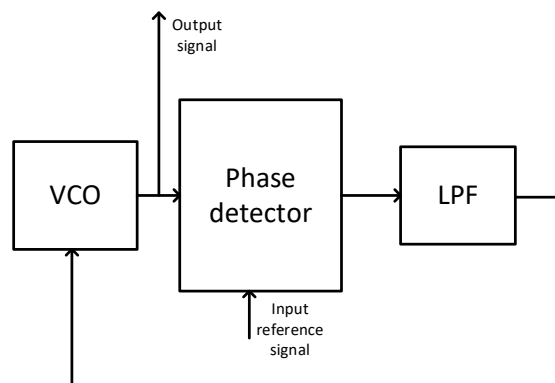 Output
signal
VCO
Phase
detector
LPF
Input
reference
signal